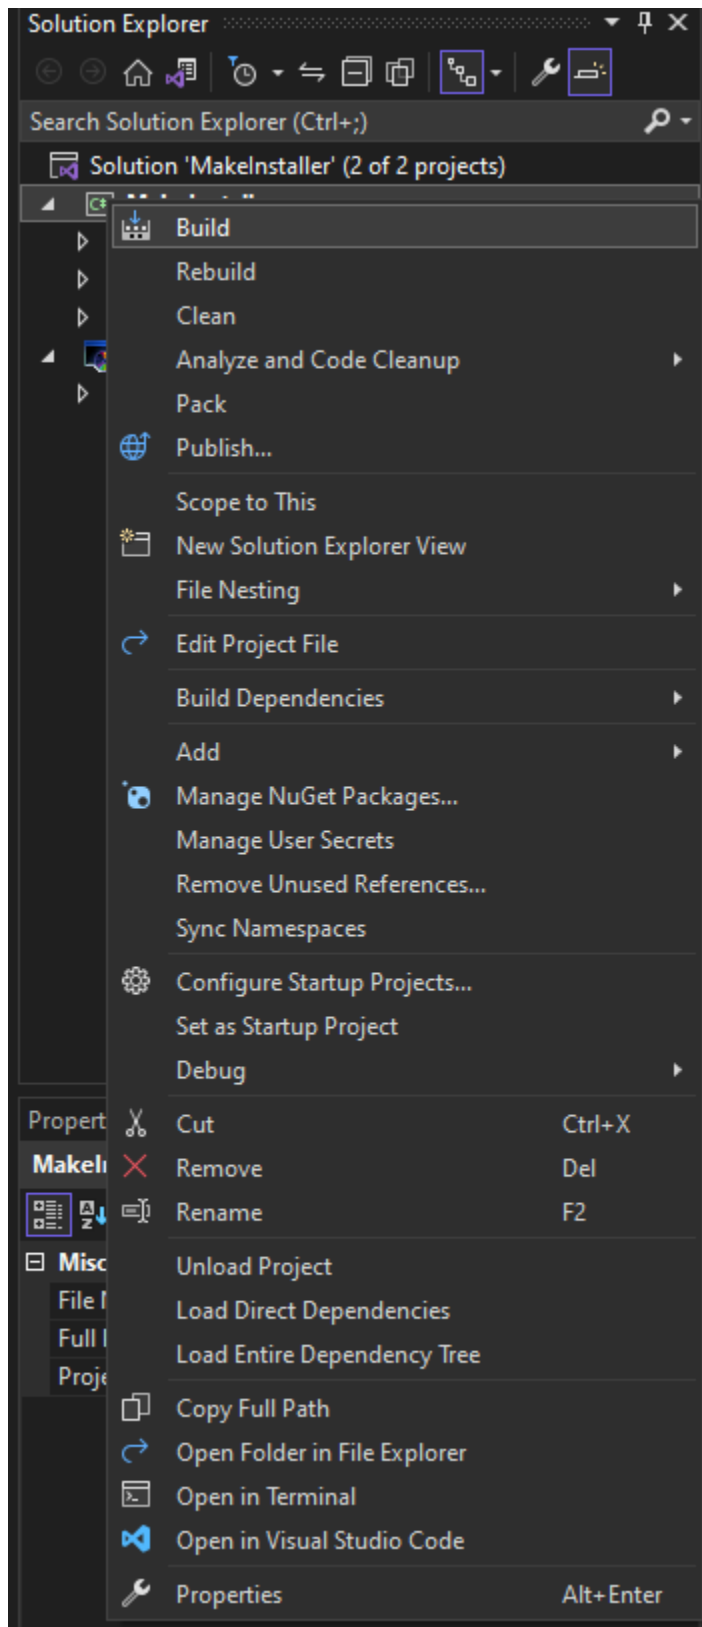 Solution Explorer
Search Solution Explorer (Ctrl+;)
Solution 'MakeInstaller' (2 of 2 projects)
C#
Build
Rebuild
Clean
Analyze and Code Cleanup
Pack
Publish...
Scope to This
New Solution Explorer View
File Nesting
Edit Project File
Build Dependencies
Add
Manage NuGet Packages...
Manage User Secrets
Remove Unused References...
Sync Namespaces
Configure Startup Projects...
Set as Startup Project
Debug
Propert
Cut Ctrl+X
MakeI
Remove Del
Rename F2
Misc
Unload Project
File
Load Direct Dependencies
Full
Load Entire Dependency Tree
Proje
Copy Full Path
Open Folder in File Explorer
Open in Terminal
Open in Visual Studio Code
Properties Alt+Enter